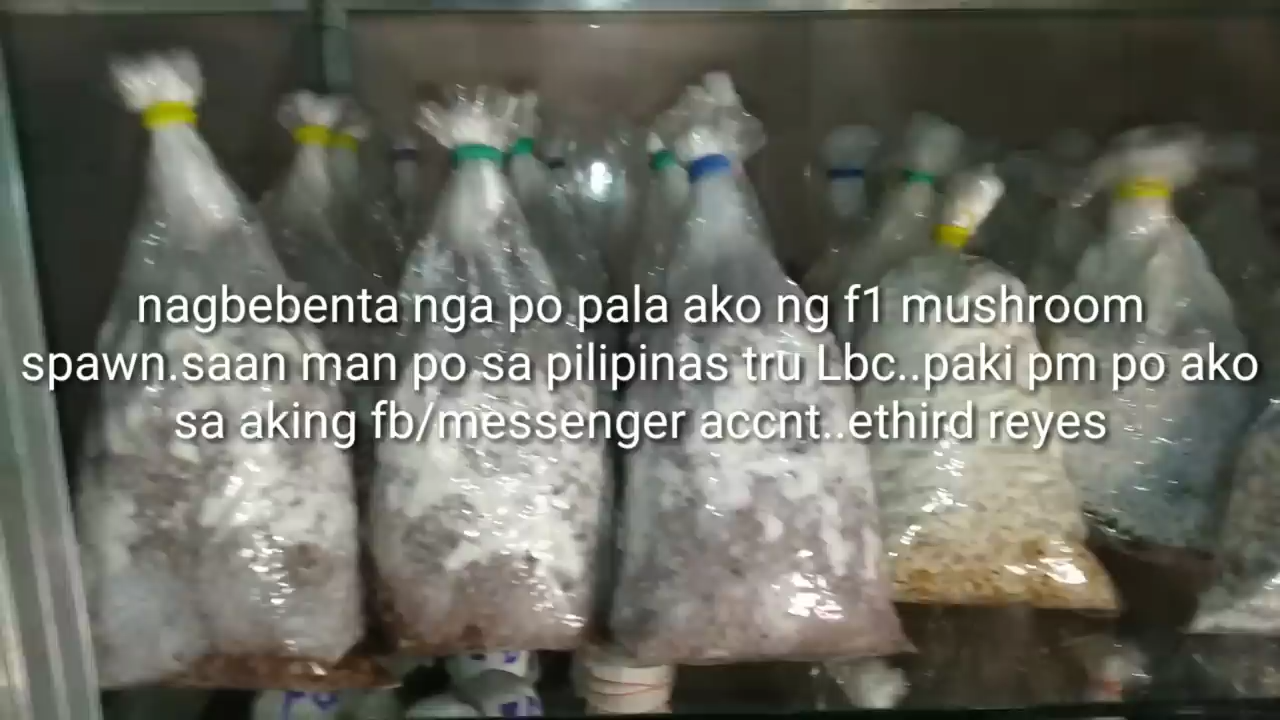 nagbebenta nga po pala ako ng f1 mushroom
spawn.saan man po sa pilipinas tru Lbc..paki pm po ako
sa aking fb/messenger accnt..ethird reyes